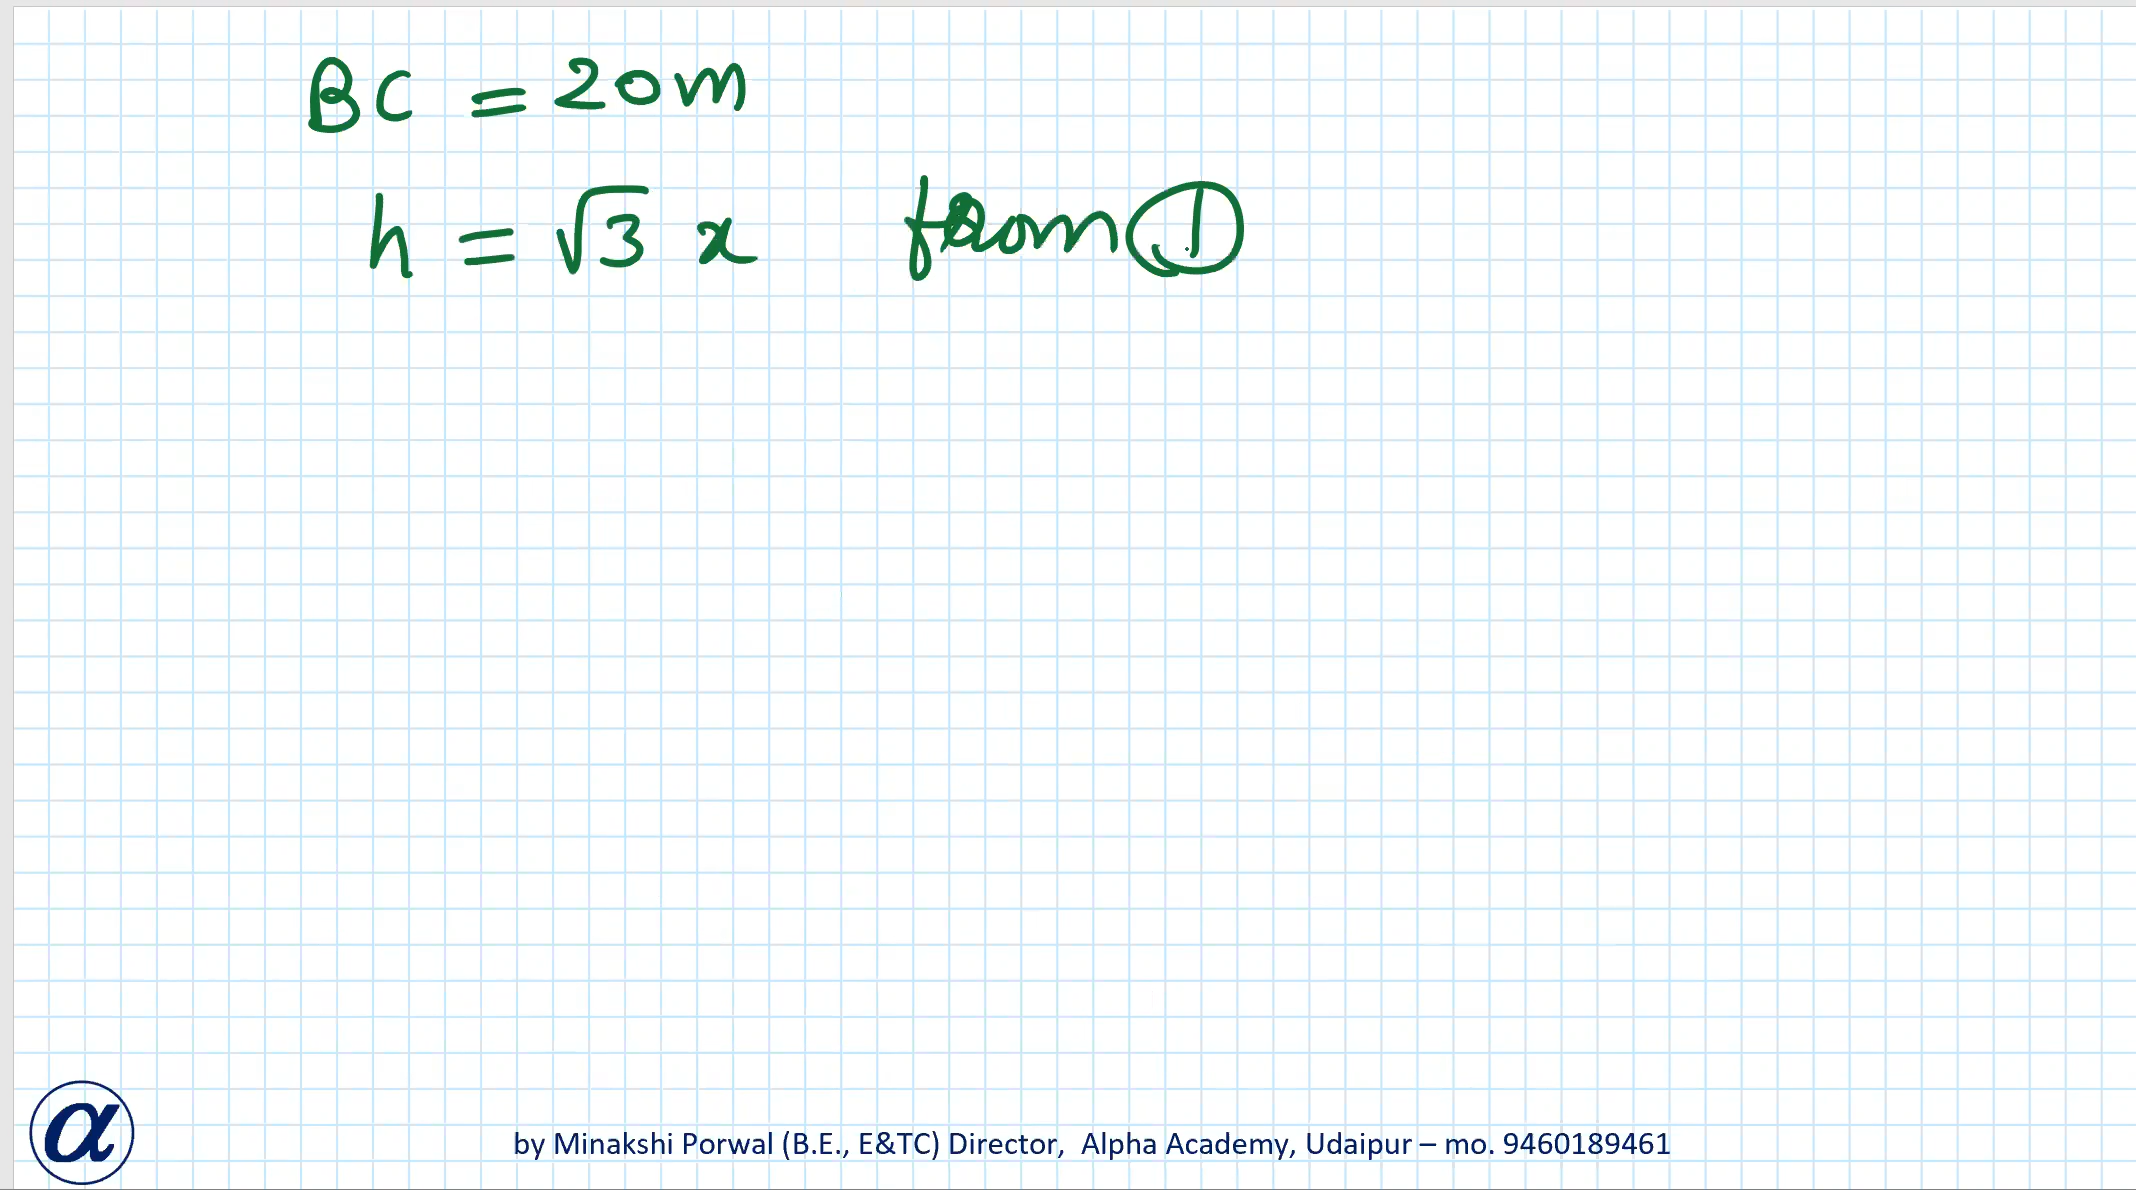 BC = 20m
h = √3 x from ①
α
by Minakshi Porwal (B.E., E&TC) Director, Alpha Academy, Udaipur – mo. 9460189461